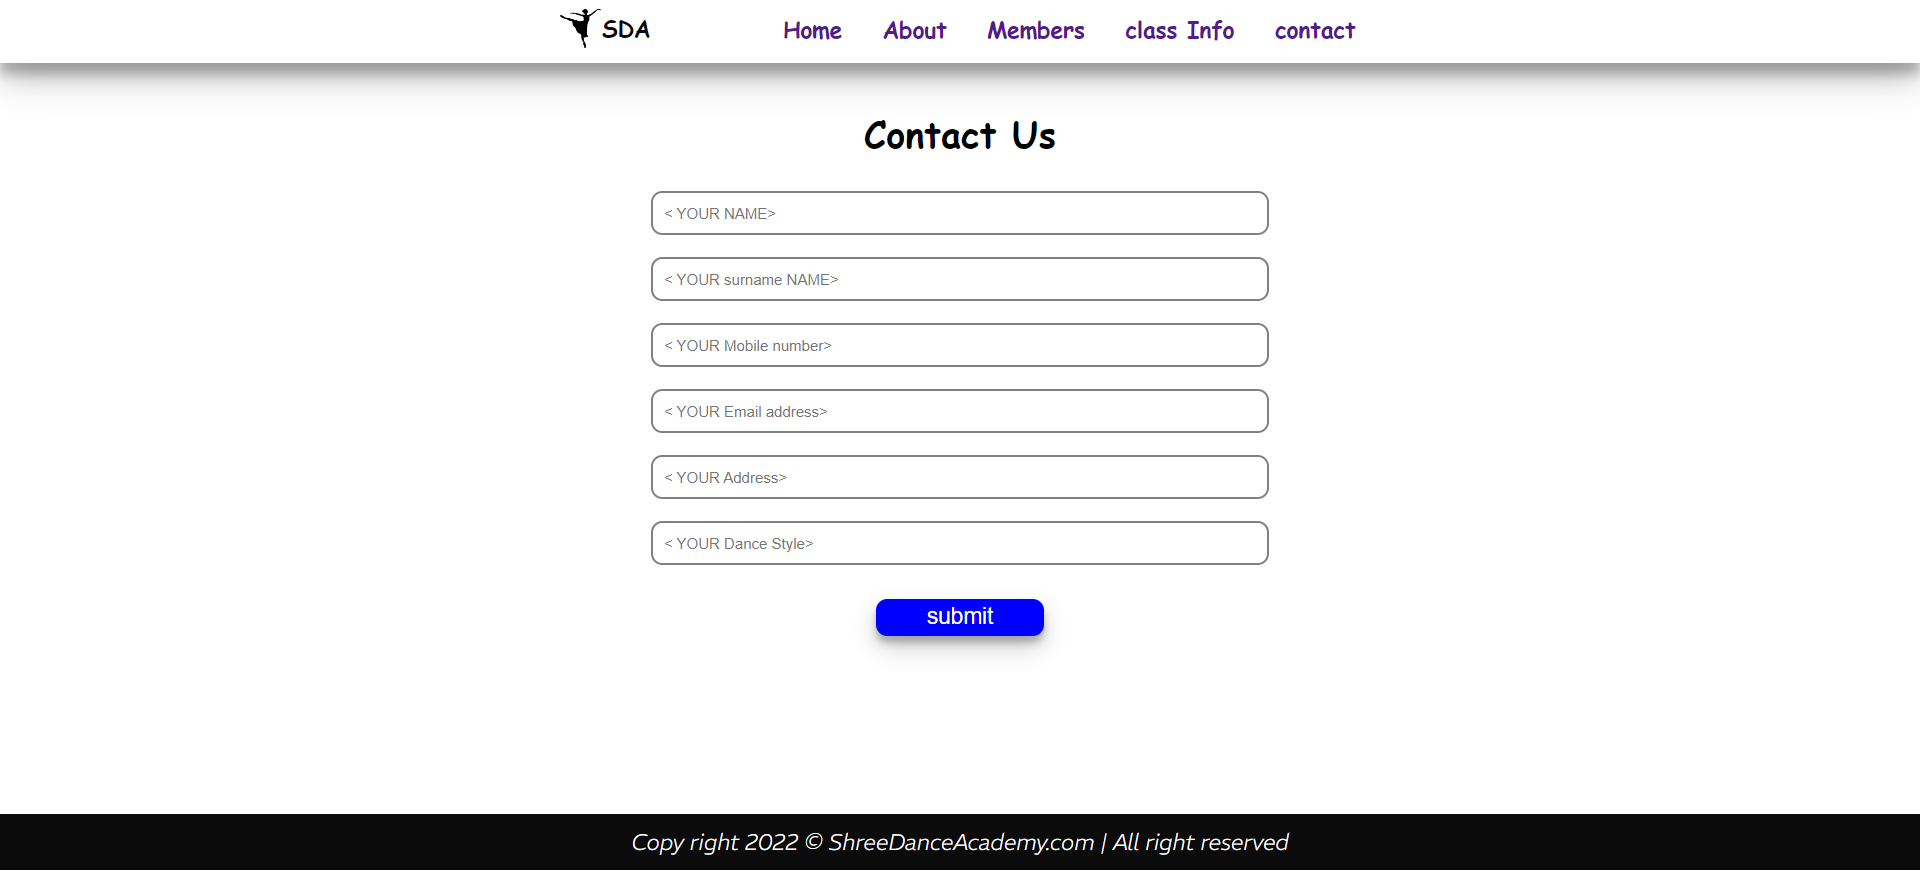 SDA Home About Members class Info contact
Contact Us
< YOUR NAME>
< YOUR surname NAME>
< YOUR Mobile number>
< YOUR Email address>
< YOUR Address>
< YOUR Dance Style>
submit
Copy right 2022 © ShreeDanceAcademy.com | All right reserved